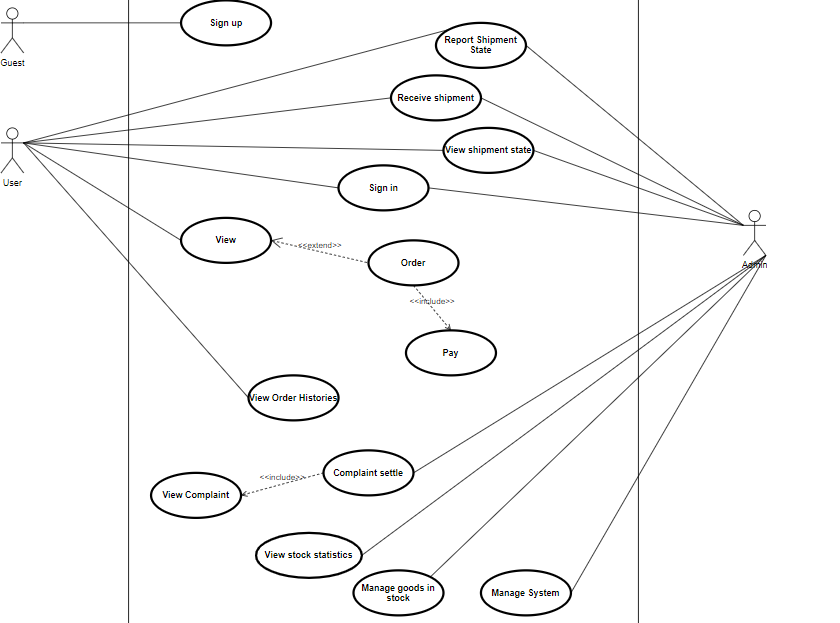 Sign up
Guest
Report Shipment
State
Receive shipment
View shipment state
User
Sign in
View
<<extend>>
Order
Admin
<<include>>
Pay
View Order Histories
Complaint settle
<<include>>
View Complaint
View stock statistics
Manage goods in
stock
Manage System